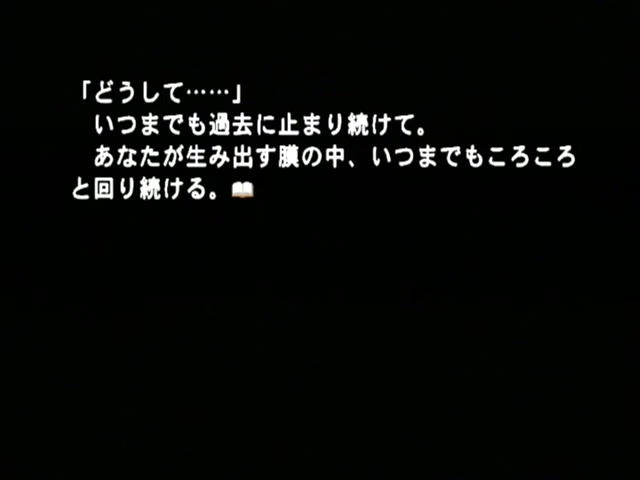 「どうして……」
いつまでも過去に止まり続けて。
あなたが生み出す膜の中、いつまでもころころ
と回り続ける。